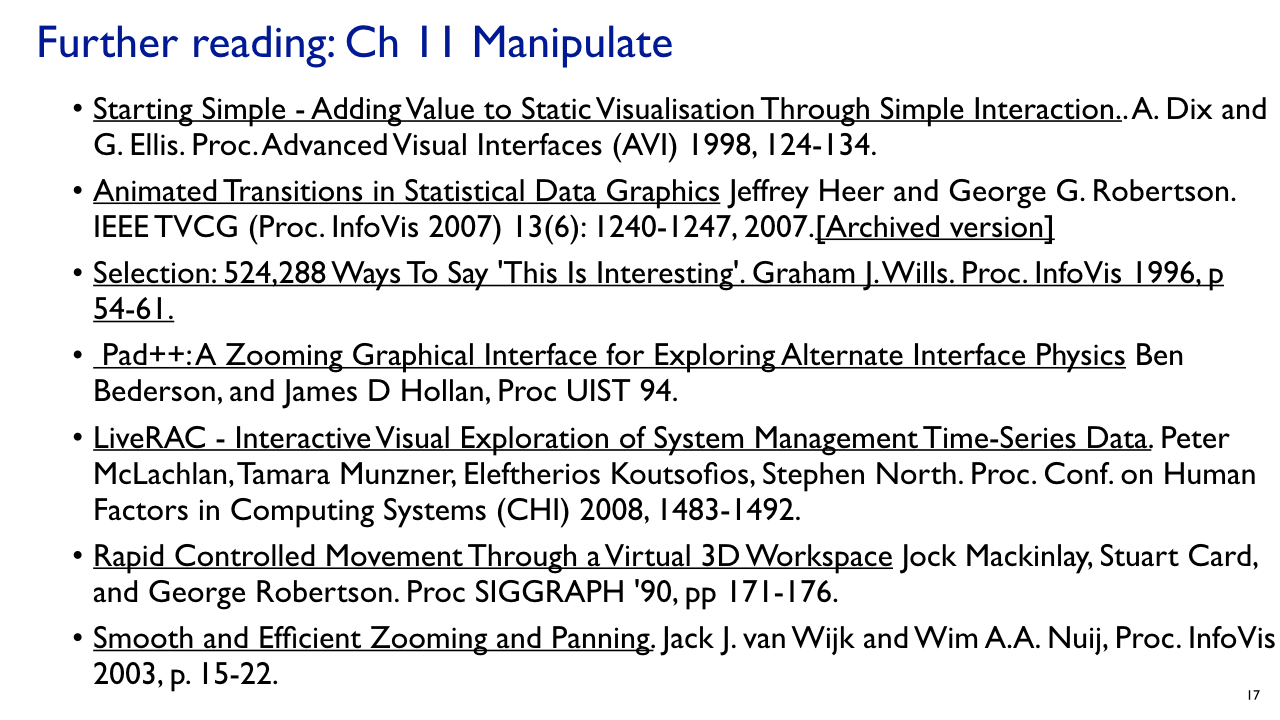 Further reading: Ch 11 Manipulate
• Starting Simple - Adding Value to Static Visualisation Through Simple Interaction.. A. Dix and
G. Ellis. Proc. Advanced Visual Interfaces (AVI) 1998, 124-134.
• Animated Transitions in Statistical Data Graphics Jeffrey Heer and George G. Robertson.
IEEE TVCG (Proc. InfoVis 2007) 13(6): 1240-1247, 2007.[Archived version]
• Selection: 524,288 Ways To Say 'This Is Interesting'. Graham J. Wills. Proc. InfoVis 1996, p
54-61.
• Pad++: A Zooming Graphical Interface for Exploring Alternate Interface Physics Ben
Bederson, and James D Hollan, Proc UIST 94.
• LiveRAC - Interactive Visual Exploration of System Management Time-Series Data. Peter
McLachlan, Tamara Munzner, Eleftherios Koutsofios, Stephen North. Proc. Conf. on Human
Factors in Computing Systems (CHI) 2008, 1483-1492.
• Rapid Controlled Movement Through a Virtual 3D Workspace Jock Mackinlay, Stuart Card,
and George Robertson. Proc SIGGRAPH '90, pp 171-176.
• Smooth and Efficient Zooming and Panning. Jack J. van Wijk and Wim A.A. Nuij, Proc. InfoVis
2003, p. 15-22.
17